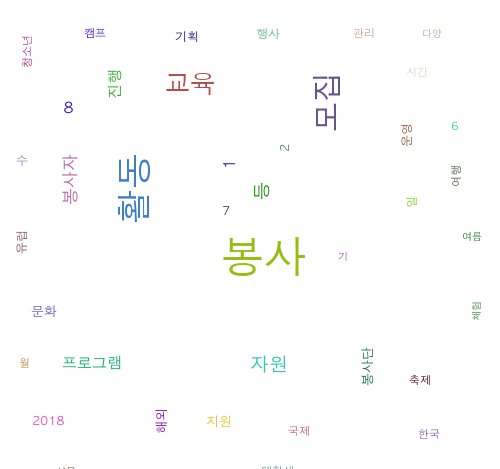 캠프
기획
행사
관리
다양
청소년
진행
교육
모집
시간
8
운영
6
2
수
봉사자
활동
1
등
여행
웹
7
유럽
봉사
기
여름
문화
체험
월
프로그램
자원
봉사단
축제
2018
해외
지원
국제
한국